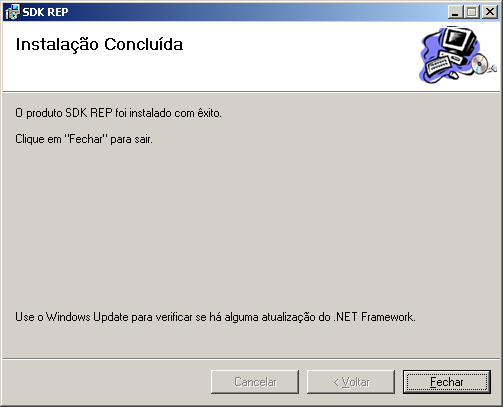 SDK REP
Instalação Concluída
O produto SDK REP foi instalado com êxito.
Clique em "Fechar" para sair.
Use o Windows Update para verificar se há alguma atualização do .NET Framework.
Cancelar
< Voltar
Fechar